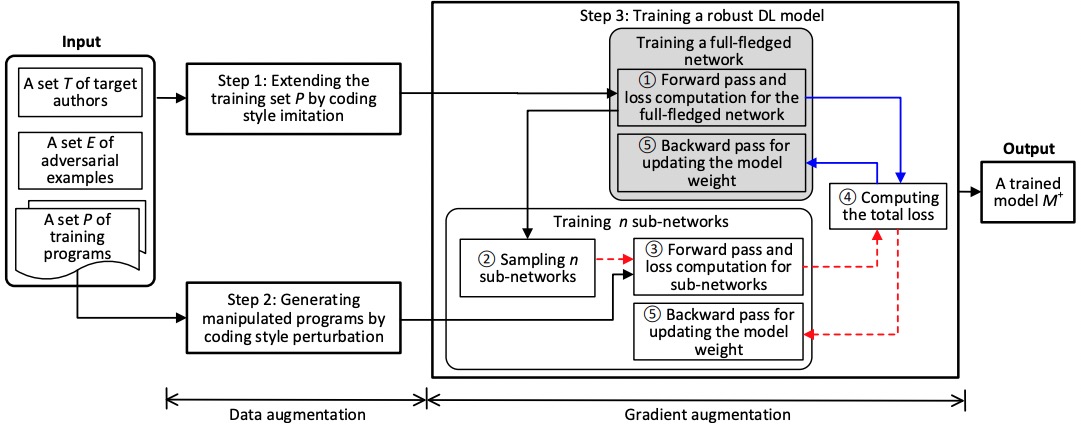 Input
A set T of target
authors
A set E of
adversarial
examples
A set P of
training
programs
Step 1: Extending the
training set P by coding
style imitation
Step 2: Generating
manipulated programs by
coding style perturbation
Step 3: Training a robust DL model
Training a full-fledged
network
① Forward pass and
loss computation for the
full-fledged network
⑤ Backward pass for
updating the model
weight
④ Computing
the total loss
Training n sub-networks
② Sampling n
sub-networks
③ Forward pass and
loss computation for
sub-networks
⑤ Backward pass for
updating the model
weight
Output
A trained
model M⁺
Data augmentation
Gradient augmentation